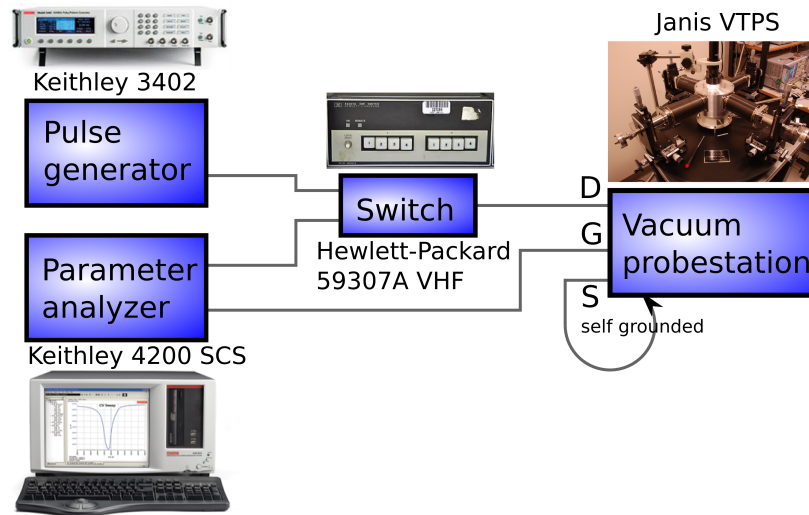 Janis VTPS
Keithley 3402
Pulse
generator
Switch
Hewlett-Packard
59307A VHF
D
G
S
self grounded
Vacuum
probestation
Parameter
analyzer
Keithley 4200 SCS